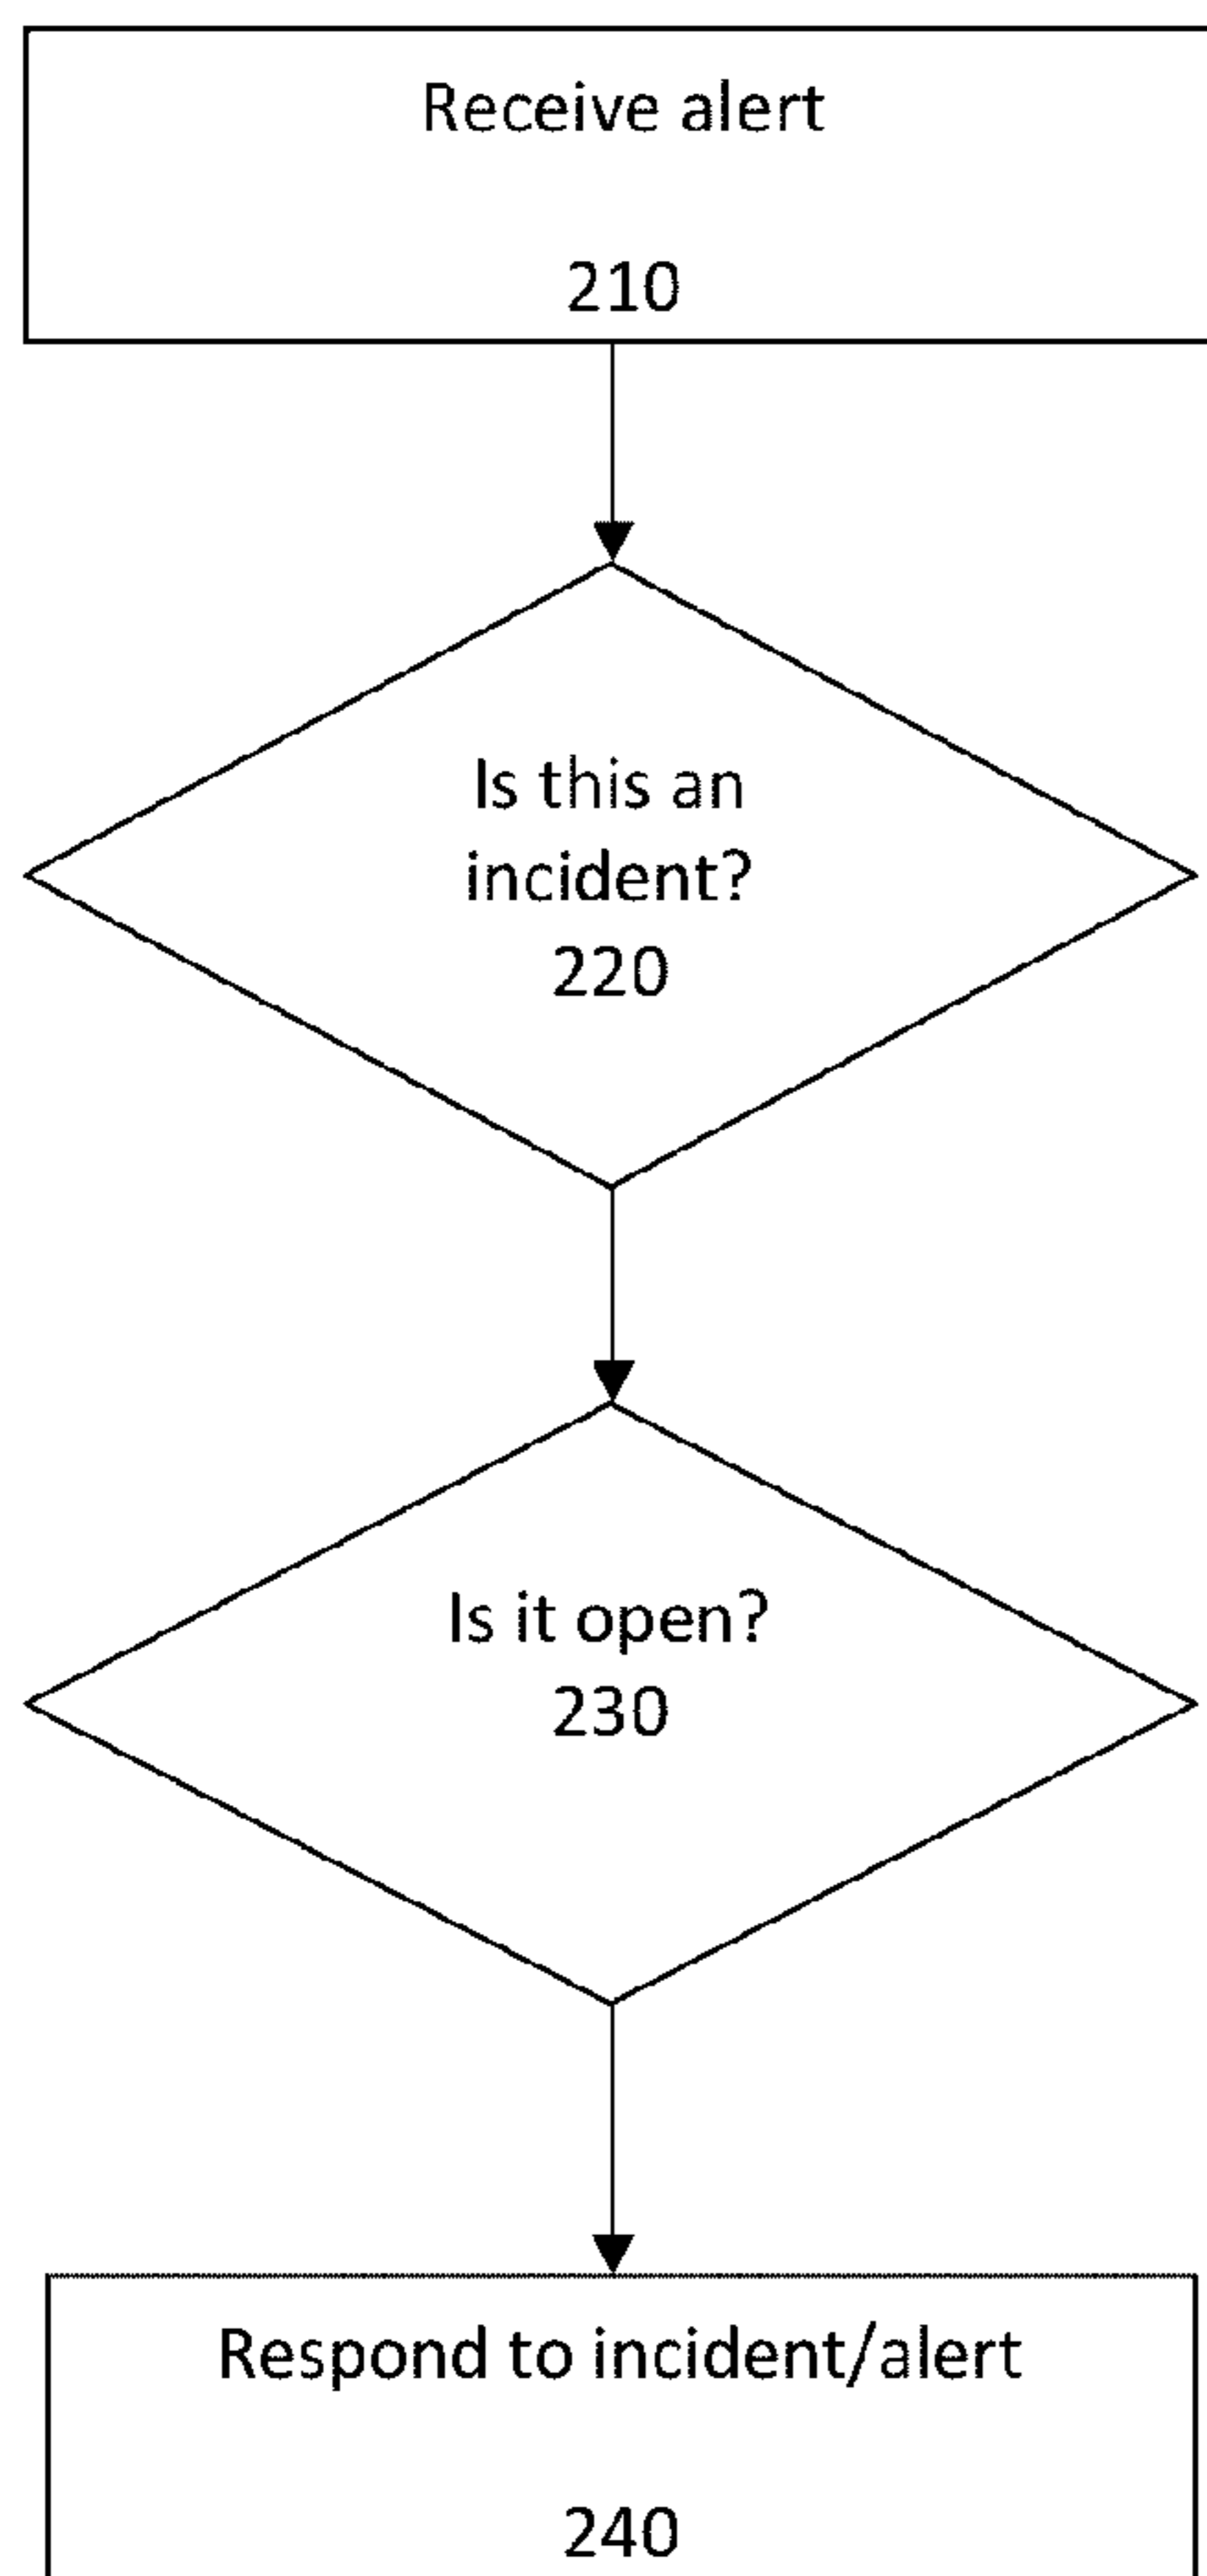 Receive alert
210
Is this an
incident?
220
Is it open?
230
Respond to incident/alert
240